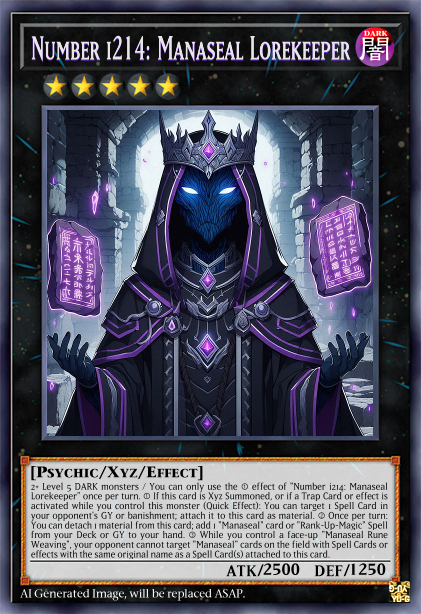 Number 1214: Manaseal Lorekeeper
DARK
闇
[Psychic/Xyz/Effect]
2+ Level 5 DARK monsters / You can only use the ① effect of "Number 1214: Manaseal
Lorekeeper" once per turn. ① If this card is Xyz Summoned, or if a Trap Card or effect is
activated while you control this monster (Quick Effect): You can target 1 Spell Card in
your opponent's GY or banishment; attach it to this card as material. ② Once per turn:
You can detach 1 material from this card; add 1 "Manaseal" card or "Rank-Up-Magic" Spell
from your Deck or GY to your hand. ③ While you control a face-up "Manaseal Rune
Weaving", your opponent cannot target "Manaseal" cards on the field with Spell Cards or
effects with the same original name as a Spell Card(s) attached to this card.
ATK/2500 DEF/1250
AI Generated Image, will be replaced ASAP.